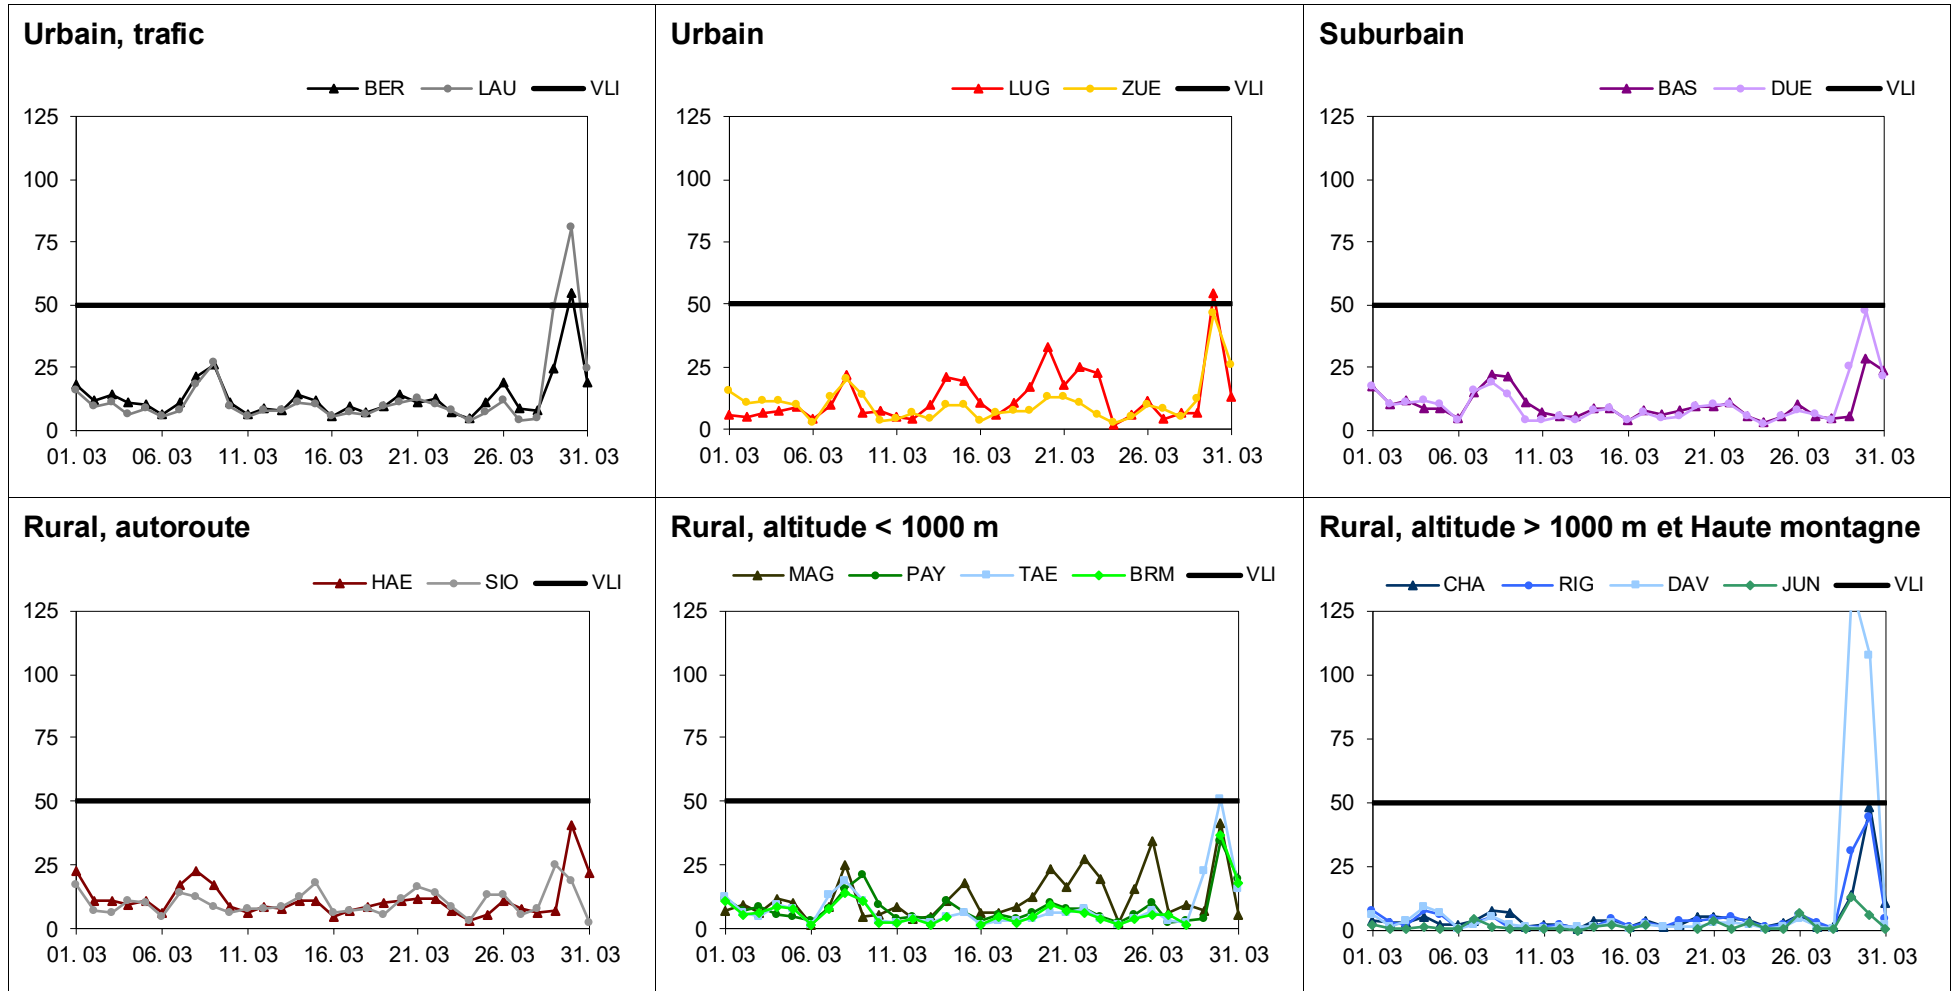 Urbain, trafic
BER LAU VLI
125
100
75
50
25
0
01. 03 06. 03 11. 03 16. 03 21. 03 26. 03 31. 03
Urbain
LUG ZUE VLI
125
100
75
50
25
0
01. 03 06. 03 11. 03 16. 03 21. 03 26. 03 31. 03
Suburbain
BAS DUE VLI
125
100
75
50
25
0
01. 03 06. 03 11. 03 16. 03 21. 03 26. 03 31. 03
Rural, autoroute
HAE SIO VLI
125
100
75
50
25
0
01. 03 06. 03 11. 03 16. 03 21. 03 26. 03 31. 03
Rural, altitude < 1000 m
MAG PAY TAE BRM VLI
125
100
75
50
25
0
01. 03 06. 03 11. 03 16. 03 21. 03 26. 03 31. 03
Rural, altitude > 1000 m et Haute montagne
CHA RIG DAV JUN VLI
125
100
75
50
25
0
01. 03 06. 03 11. 03 16. 03 21. 03 26. 03 31. 03